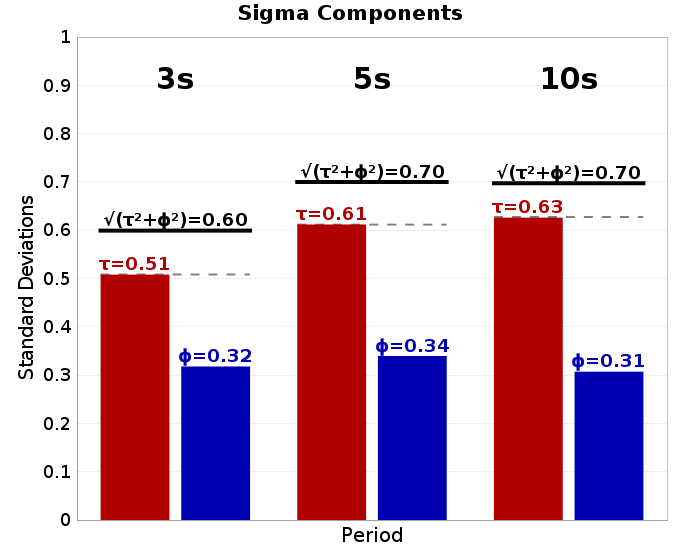 Sigma Components
3s 5s 10s
√(τ²+ϕ²)=0.60
√(τ²+ϕ²)=0.70
√(τ²+ϕ²)=0.70
τ=0.51
τ=0.61
τ=0.63
ϕ=0.32
ϕ=0.34
ϕ=0.31
1
0.9
0.8
0.7
0.6
0.5
0.4
0.3
0.2
0.1
0
Standard Deviations
Period